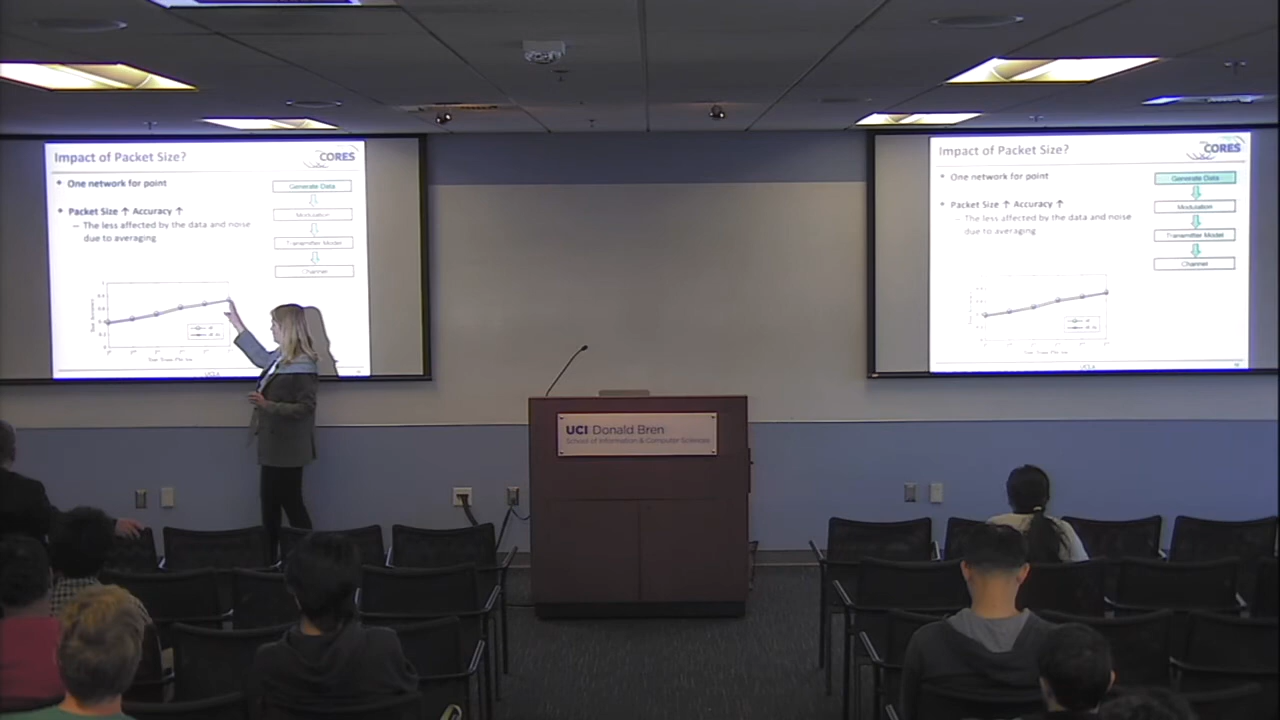 Impact of Packet Size?
CORES
• One network for point
• Packet Size ↑ Accuracy ↑
– The less affected by the data and noise
due to averaging
Generate Data
Modulation
Transmitter Model
Channel
UCLA
Impact of Packet Size?
CORES
• One network for point
• Packet Size ↑ Accuracy ↑
– The less affected by the data and noise
due to averaging
Generate Data
Modulation
Transmitter Model
Channel
UCLA
UCI Donald Bren
School of Information & Computer Sciences